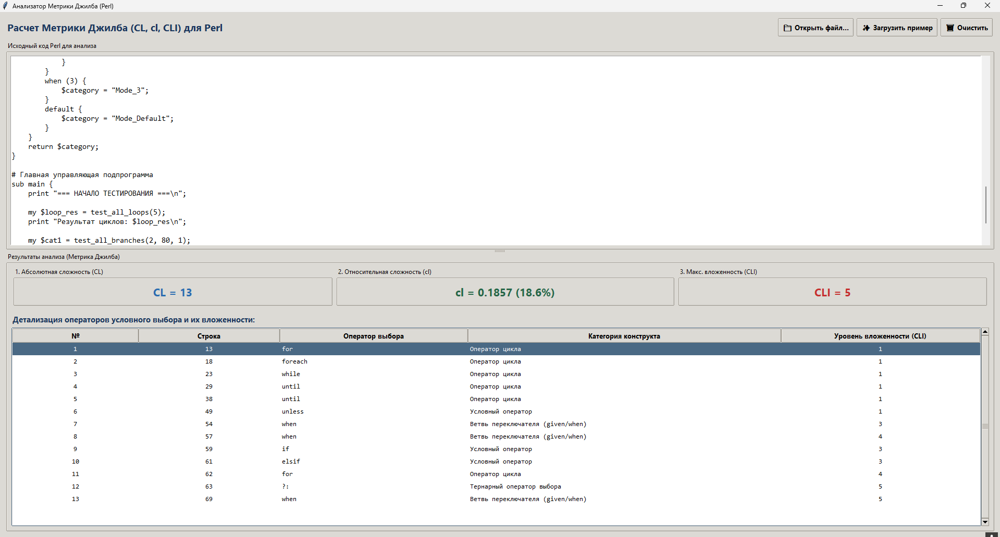 Анализатор Метрики Джилба (Perl)
Расчет Метрики Джилба (CL, cl, CLI) для Perl
Открыть файл...
Загрузить пример
Очистить
Исходный код Perl для анализа
            }
        }
        when (3) {
            $category = "Mode_3";
        }
        default {
            $category = "Mode_Default";
        }
    }
    return $category;
}
# Главная управляющая подпрограмма
sub main {
    print "=== НАЧАЛО ТЕСТИРОВАНИЯ ===\n";
    my $loop_res = test_all_loops(5);
    print "Результат циклов: $loop_res\n";
    my $cat1 = test_all_branches(2, 80, 1);
Результаты анализа (Метрика Джилба)
1. Абсолютная сложность (CL)
2. Относительная сложность (cl)
3. Макс. вложенность (CLI)
CL = 13
cl = 0.1857 (18.6%)
CLI = 5
Детализация операторов условного выбора и их вложенности:
№ Строка Оператор выбора Категория конструкта Уровень вложенности (CLI)
1 13 for Оператор цикла 1
2 18 foreach Оператор цикла 1
3 23 while Оператор цикла 1
4 29 until Оператор цикла 1
5 38 until Оператор цикла 1
6 49 unless Условный оператор 1
7 54 when Ветвь переключателя (given/when) 3
8 57 when Ветвь переключателя (given/when) 4
9 59 if Условный оператор 3
10 61 elsif Условный оператор 3
11 62 for Оператор цикла 4
12 63 ?: Тернарный оператор выбора 5
13 69 when Ветвь переключателя (given/when) 5